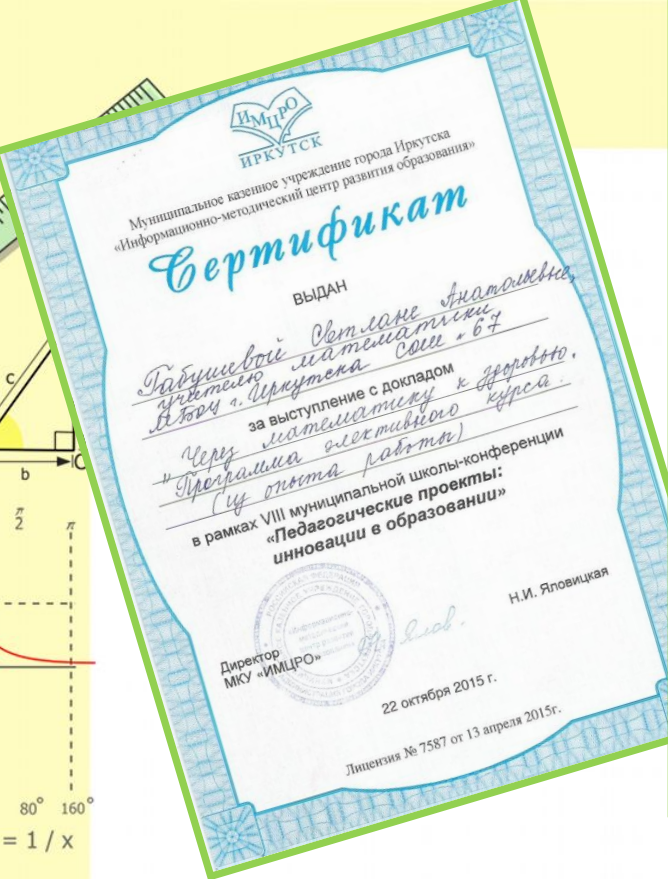 ИМЦРО
ИРКУТСК
Муниципальное казенное учреждение города Иркутска
«Информационно-методический центр развития образования»
Сертификат
ВЫДАН
Габушевой Светлане Анатольевне,
учителю математики
МБОУ г. Иркутска СОШ № 67
за выступление с докладом
"Через математику к здоровью.
Программа элективного курса.
(из опыта работы)
в рамках VIII муниципальной школы-конференции
«Педагогические проекты:
инновации в образовании»
РОССИЙСКАЯ ФЕДЕРАЦИЯ
Н.И. Яловицкая
Директор
МКУ «ИМЦРО»
22 октября 2015 г.
Лицензия № 7587 от 13 апреля 2015г.
c
b
π
2
π
80° 160°
= 1 / x